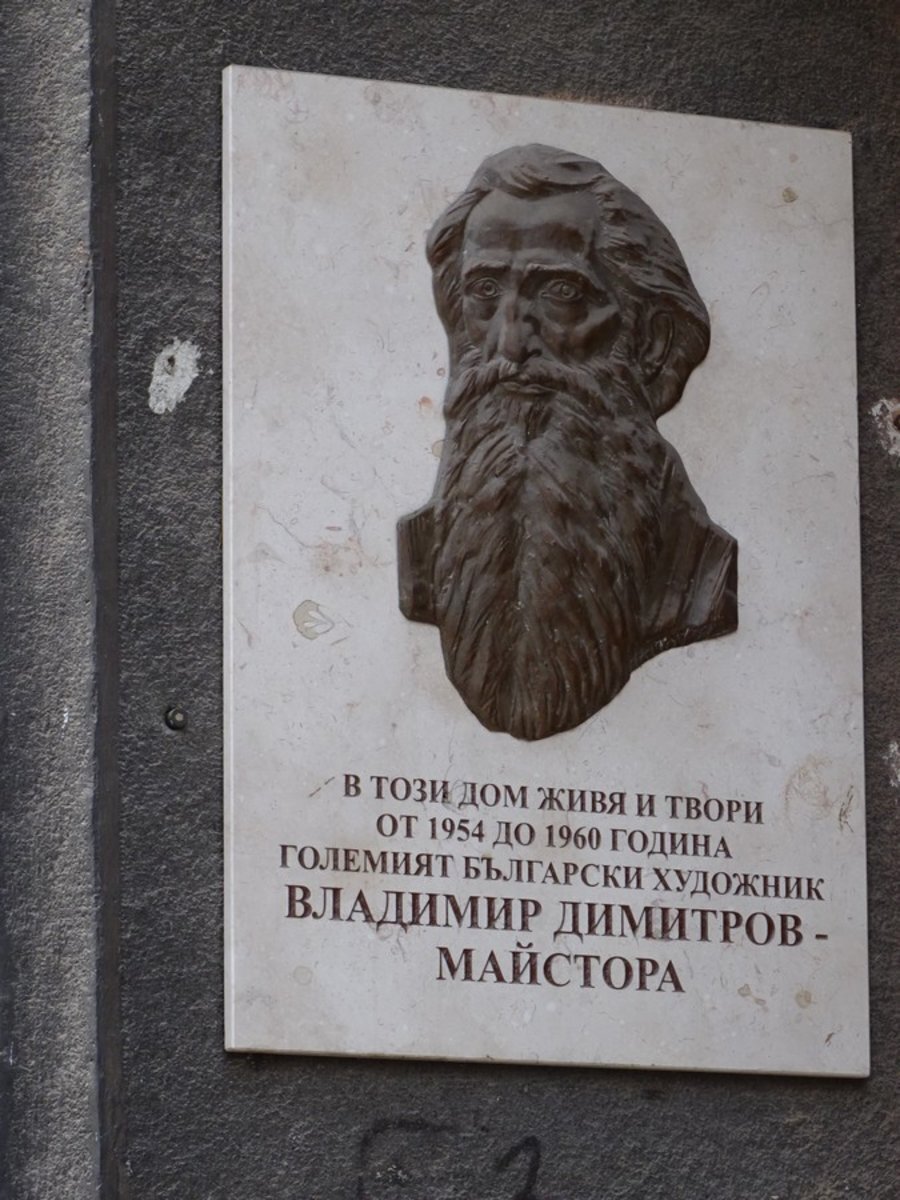 В ТОЗИ ДОМ ЖИВЯ И ТВОРИ
ОТ 1954 ДО 1960 ГОДИНА
ГОЛЕМИЯТ БЪЛГАРСКИ ХУДОЖНИК
ВЛАДИМИР ДИМИТРОВ -
МАЙСТОРА